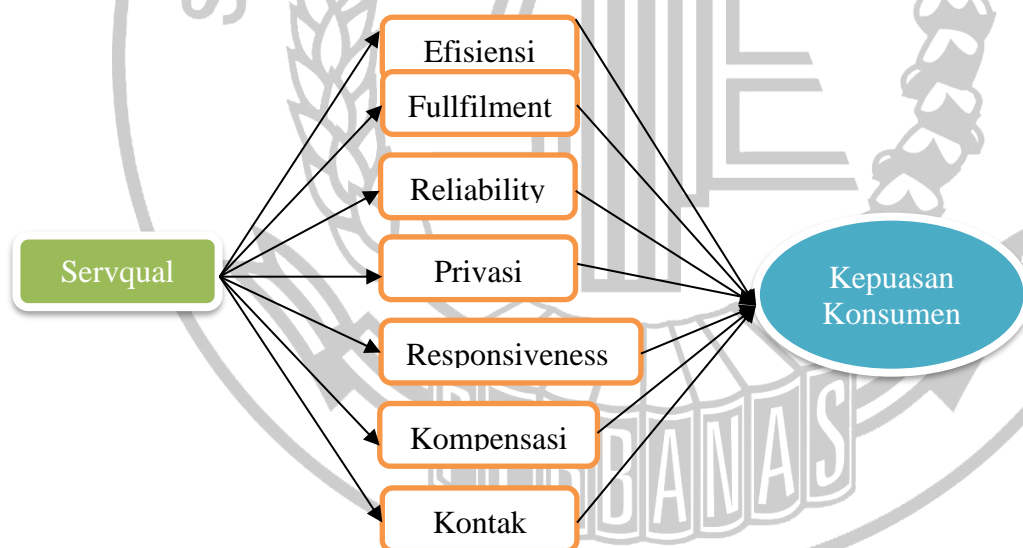 Efisiensi
Fullfilment
Reliability
Servqual
Privasi
Kepuasan
Konsumen
Responsiveness
Kompensasi
Kontak